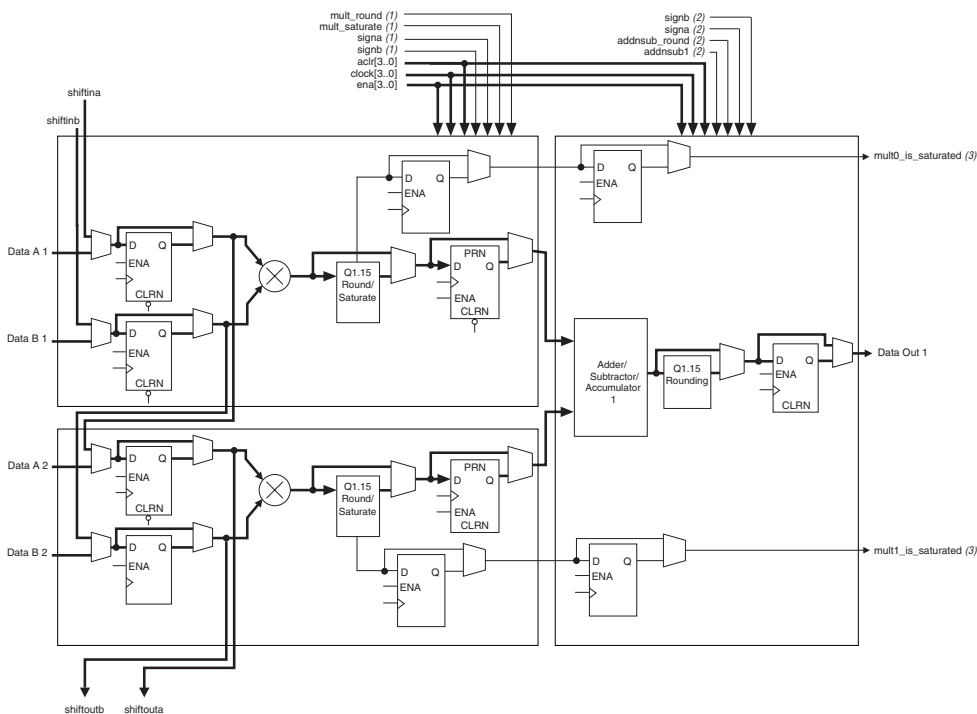 mult_round (1)
mult_saturate (1)
signa (1)
signb (1)
aclr[3..0]
clock[3..0]
ena[3..0]
signb (2)
signa (2)
addnsub_round (2)
addnsub1 (2)
shiftina
shiftinb
D Q
ENA
D Q
ENA
mult0_is_saturated (3)
Data A 1
D Q
ENA
CLRN
Q1.15
Round/
Saturate
PRN
D Q
ENA
CLRN
Data B 1
D Q
ENA
CLRN
Adder/
Subtractor/
Accumulator
1
Q1.15
Rounding
D Q
ENA
CLRN
Data Out 1
Data A 2
D Q
ENA
CLRN
Q1.15
Round/
Saturate
PRN
D Q
ENA
CLRN
Data B 2
D Q
ENA
D Q
ENA
D Q
ENA
mult1_is_saturated (3)
shiftoutb
shiftouta